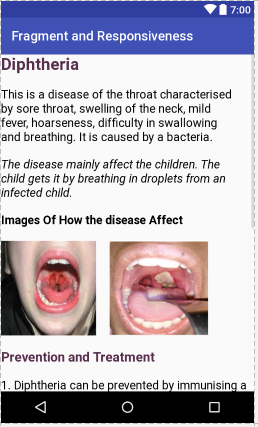 7:00
Fragment and Responsiveness
Diphtheria
This is a disease of the throat characterised
by sore throat, swelling of the neck, mild
fever, hoarseness, difficulty in swallowing
and breathing. It is caused by a bacteria.
The disease mainly affect the children. The
child gets it by breathing in droplets from an
infected child.
Images Of How the disease Affect
Prevention and Treatment
1. Diphtheria can be prevented by immunising a